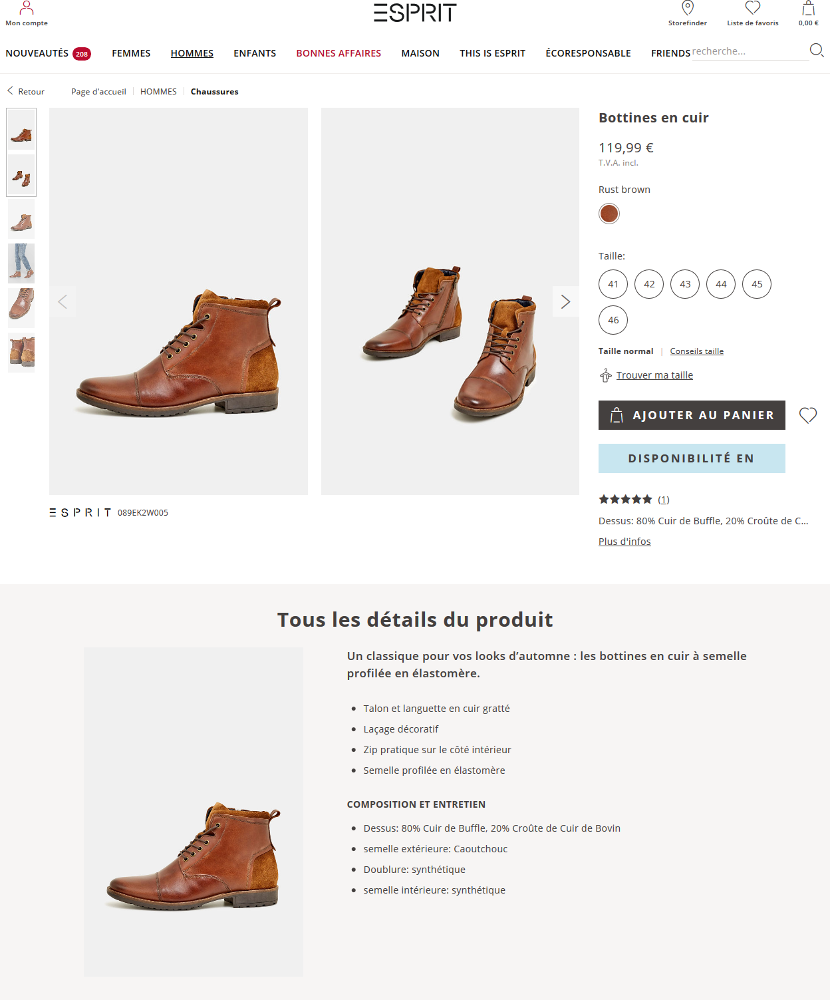 Mon compte
ESPRIT
Storefinder
Liste de favoris
0,00 €
NOUVEAUTÉS 208 FEMMES HOMMES ENFANTS BONNES AFFAIRES MAISON THIS IS ESPRIT ÉCORESPONSABLE FRIENDS recherche...
Retour Page d'accueil HOMMES Chaussures
Bottines en cuir
119,99 €
T.V.A. incl.
Rust brown
Taille:
41 42 43 44 45
46
Taille normal | Conseils taille
Trouver ma taille
AJOUTER AU PANIER
DISPONIBILITÉ EN
(1)
Dessus: 80% Cuir de Buffle, 20% Croûte de C...
Plus d'infos
ESPRIT 089EK2W005
Tous les détails du produit
Un classique pour vos looks d’automne : les bottines en cuir à semelle
profilée en élastomère.
Talon et languette en cuir gratté
Laçage décoratif
Zip pratique sur le côté intérieur
Semelle profilée en élastomère
COMPOSITION ET ENTRETIEN
Dessus: 80% Cuir de Buffle, 20% Croûte de Cuir de Bovin
semelle extérieure: Caoutchouc
Doublure: synthétique
semelle intérieure: synthétique